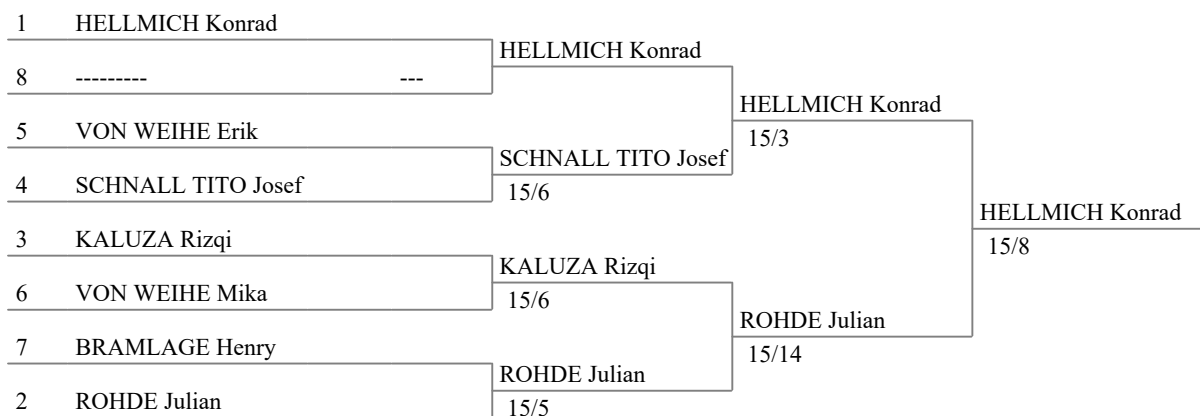 1 HELLMICH Konrad
HELLMICH Konrad
8 --------- ---
HELLMICH Konrad
15/3
5 VON WEIHE Erik
SCHNALL TITO Josef
15/6
4 SCHNALL TITO Josef
HELLMICH Konrad
15/8
3 KALUZA Rizqi
KALUZA Rizqi
15/6
6 VON WEIHE Mika
ROHDE Julian
15/14
7 BRAMLAGE Henry
ROHDE Julian
15/5
2 ROHDE Julian